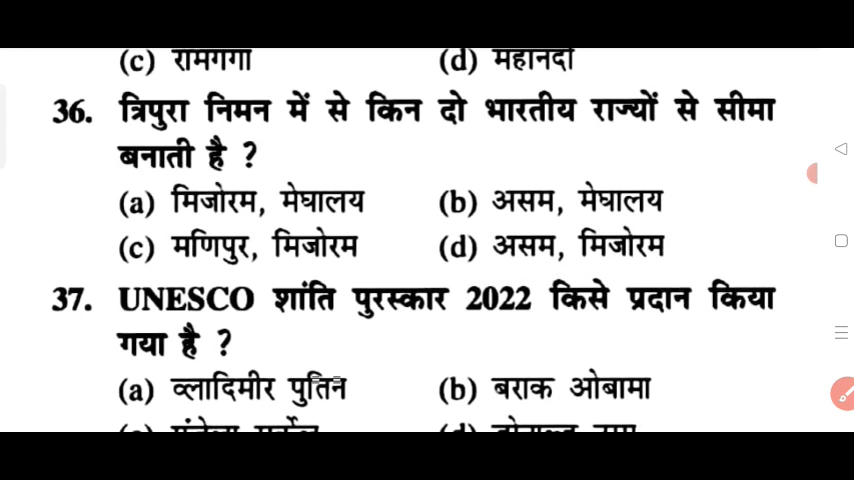 (c) रामगंगा (d) महानदी
36. त्रिपुरा निमन में से किन दो भारतीय राज्यों से सीमा
बनाती है ?
(a) मिजोरम, मेघालय (b) असम, मेघालय
(c) मणिपुर, मिजोरम (d) असम, मिजोरम
37. UNESCO शांति पुरस्कार 2022 किसे प्रदान किया
गया है ?
(a) व्लादिमीर पुतिन (b) बराक ओबामा